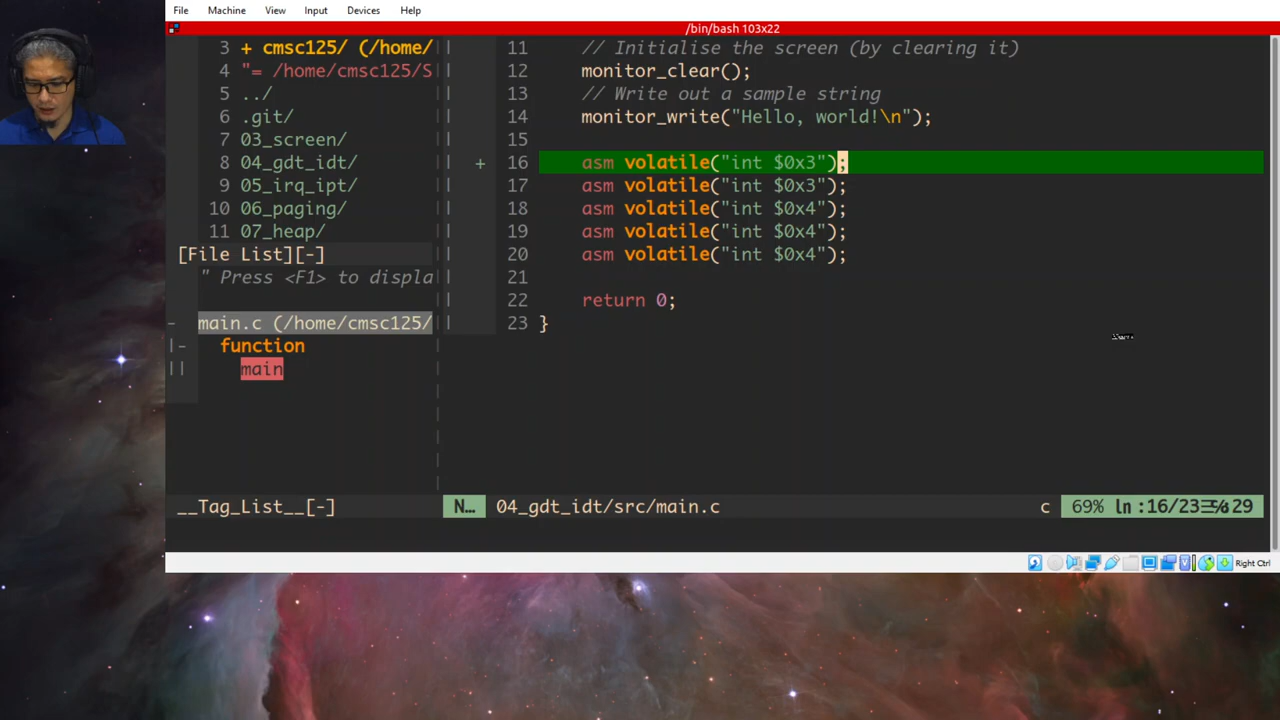 File Machine View Input Devices Help
/bin/bash 103x22
3 + cmsc125/ (/home/
4 "= /home/cmsc125/S
5 ../
6 .git/
7 03_screen/
8 04_gdt_idt/
9 05_irq_ipt/
10 06_paging/
11 07_heap/
[File List][-]
" Press <F1> to displa
- main.c (/home/cmsc125/
|- function
|| main
__Tag_List__[-]
11 // Initialise the screen (by clearing it)
12 monitor_clear();
13 // Write out a sample string
14 monitor_write("Hello, world!\n");
15
+ 16 asm volatile("int $0x3");
17 asm volatile("int $0x3");
18 asm volatile("int $0x4");
19 asm volatile("int $0x4");
20 asm volatile("int $0x4");
21
22 return 0;
23 }
N… 04_gdt_idt/src/main.c c 69% ln :16/23
Right Ctrl